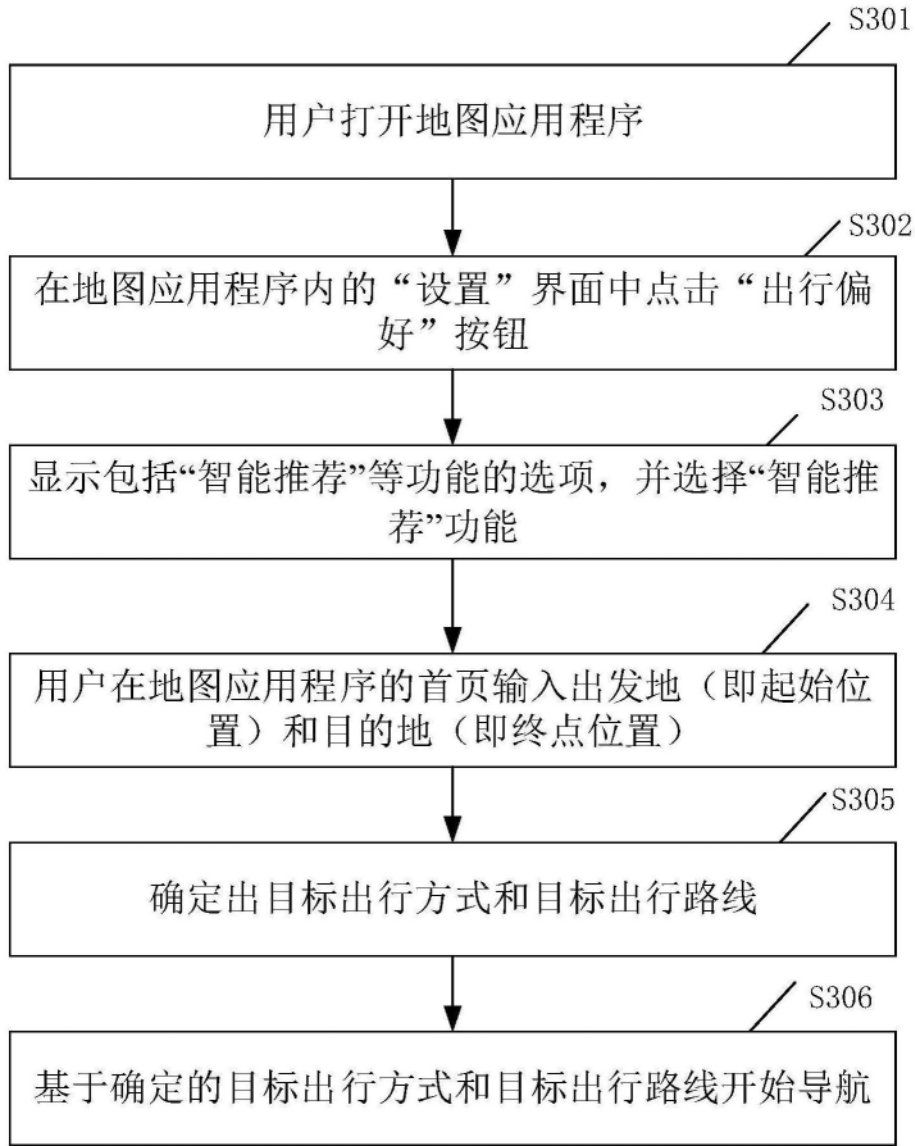 S301
用户打开地图应用程序
S302
在地图应用程序内的“设置”界面中点击“出行偏
好”按钮
S303
显示包括“智能推荐”等功能的选项，并选择“智能推
荐”功能
S304
用户在地图应用程序的首页输入出发地（即起始位
置）和目的地（即终点位置）
S305
确定出目标出行方式和目标出行路线
S306
基于确定的目标出行方式和目标出行路线开始导航